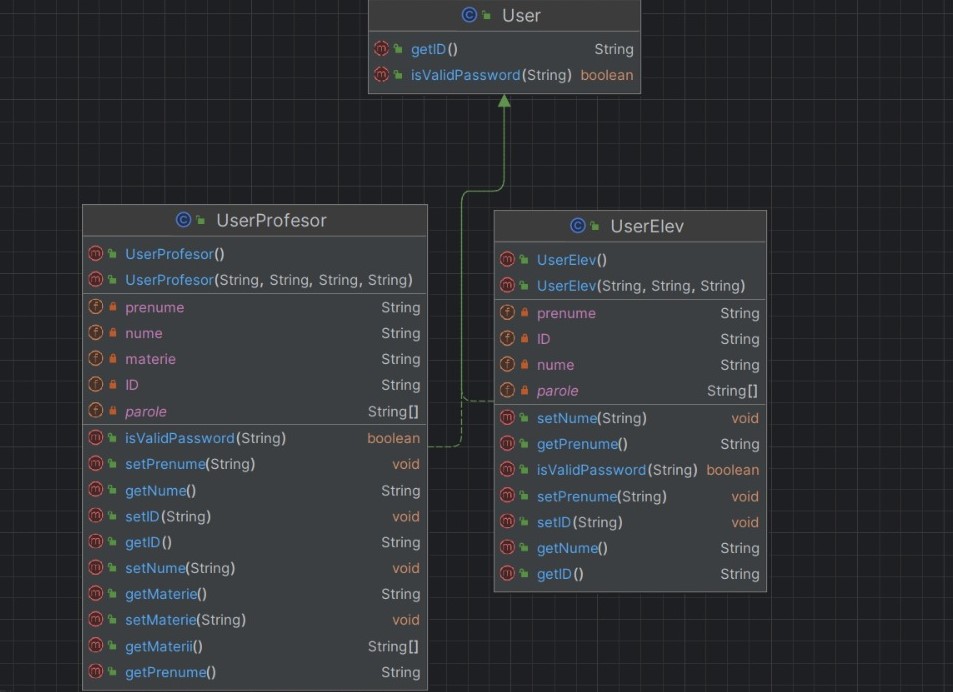 User
getID() String
isValidPassword(String) boolean
UserProfesor
UserProfesor()
UserProfesor(String, String, String, String)
prenume String
nume String
materie String
ID String
parole String[]
isValidPassword(String) boolean
setPrenume(String) void
getNume() String
setID(String) void
getID() String
setNume(String) void
getMaterie() String
setMaterie(String) void
getMaterii() String[]
getPrenume() String
UserElev
UserElev()
UserElev(String, String, String)
prenume String
ID String
nume String
parole String[]
setNume(String) void
getPrenume() String
isValidPassword(String) boolean
setPrenume(String) void
setID(String) void
getNume() String
getID() String